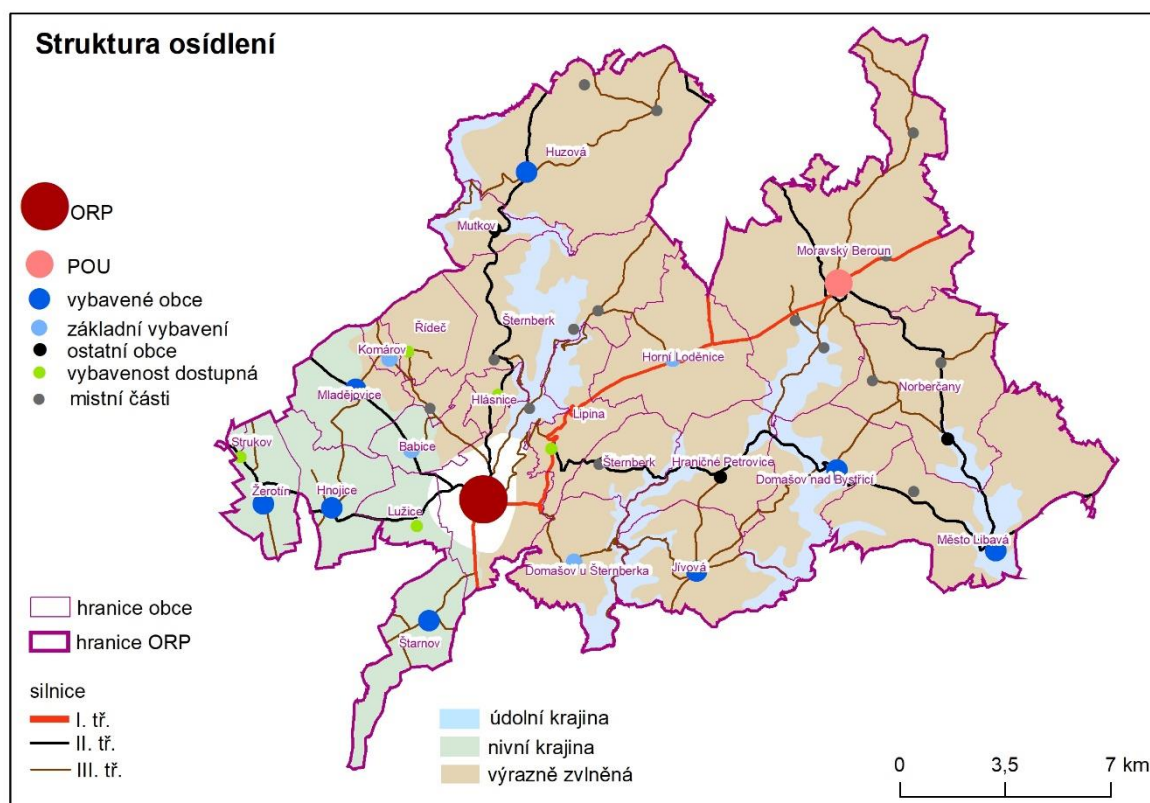 Struktura osídlení
ORP
POU
vybavené obce
základní vybavení
ostatní obce
vybavenost dostupná
mistní části
hranice obce
hranice ORP
silnice
I. tř.
II. tř.
III. tř.
údolní krajina
nivní krajina
výrazně zvlněná
0 3,5 7 km
Huzová
Mutkov
Moravský Beroun
Šternberk
Řídeč
Komárov
Horní Loděnice
Mladějovice
Hlásnice
Norberčany
Lipina
Strukov
Babice
Šternberk
Hraničné Petrovice
Domašov nad Bystřicí
Žerotín
Hnojice
Lužice
Město Libavá
Domašov u Šternberka
Jívová
Štarnov